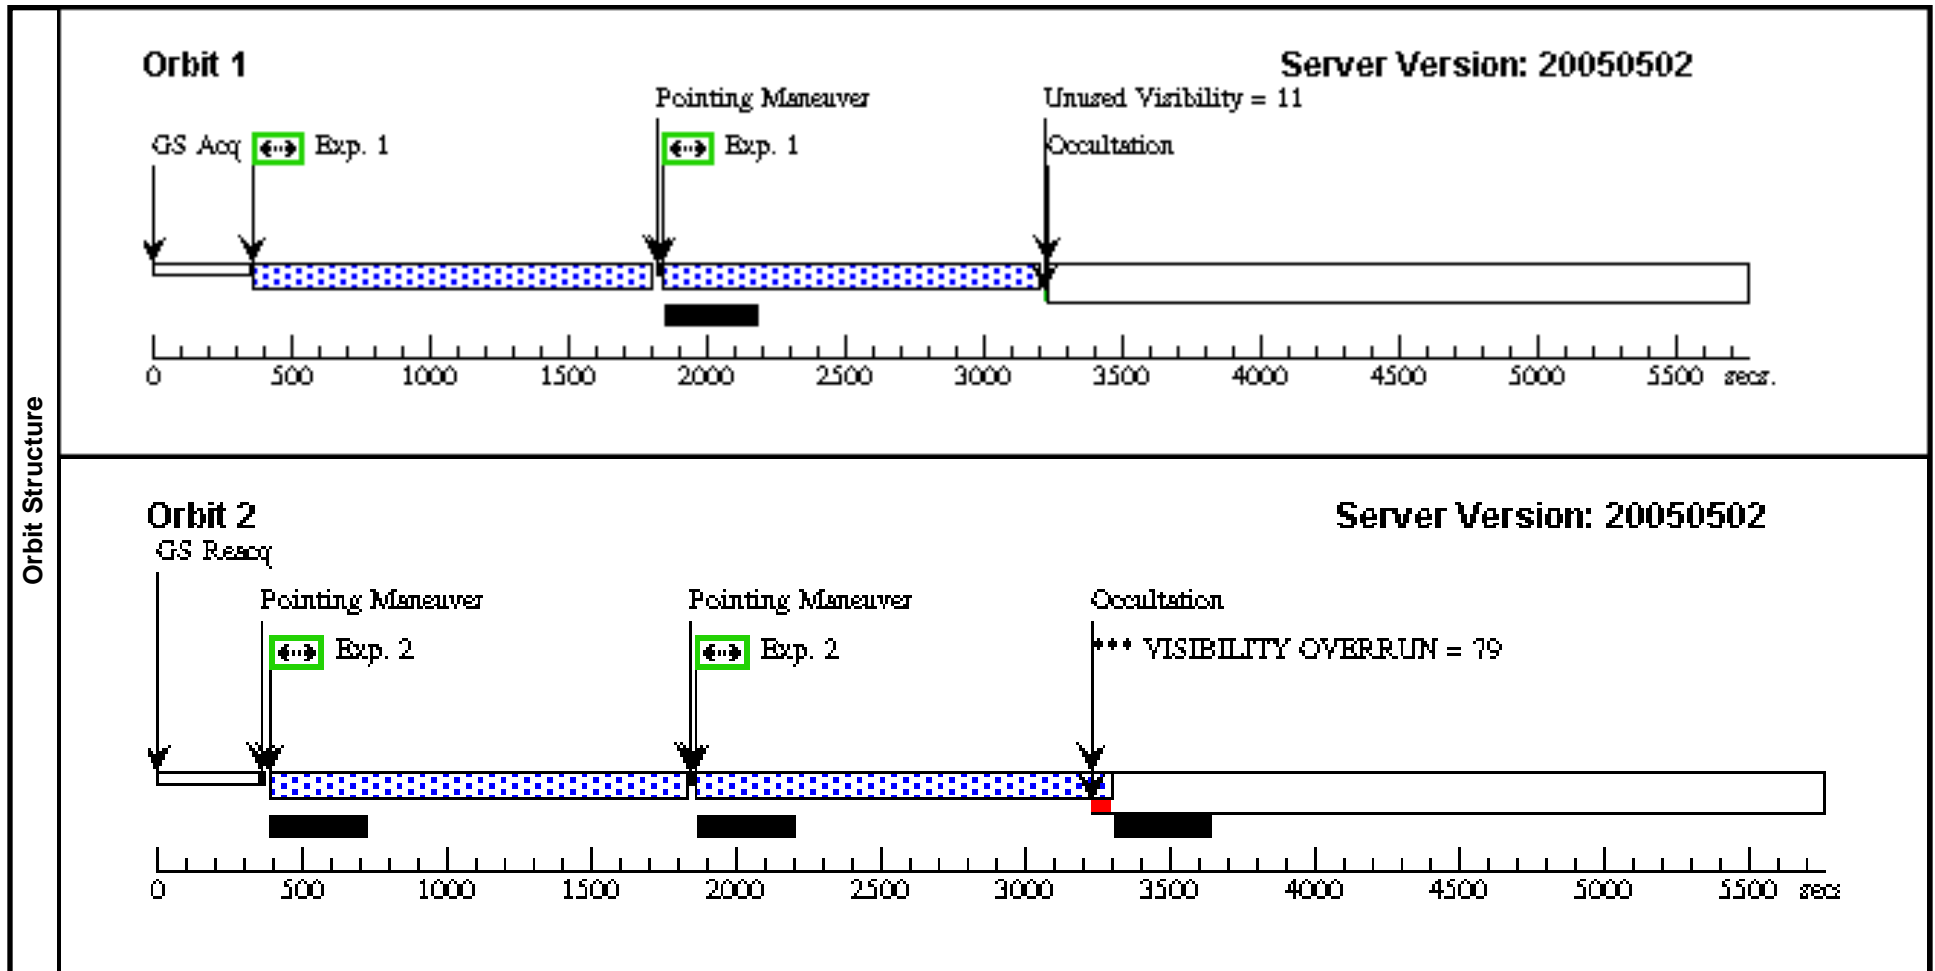 Orbit Structure
Orbit 1 Server Version: 20050502
Pointing Maneuver Unused Visibility = 11
GS Acq Exp. 1 Exp. 1 Occultation
0 500 1000 1500 2000 2500 3000 3500 4000 4500 5000 5500 secs.
Orbit 2 Server Version: 20050502
GS Reacq
Pointing Maneuver Pointing Maneuver Occultation
Exp. 2 Exp. 2 *** VISIBILITY OVERRUN = 79
0 500 1000 1500 2000 2500 3000 3500 4000 4500 5000 5500 secs